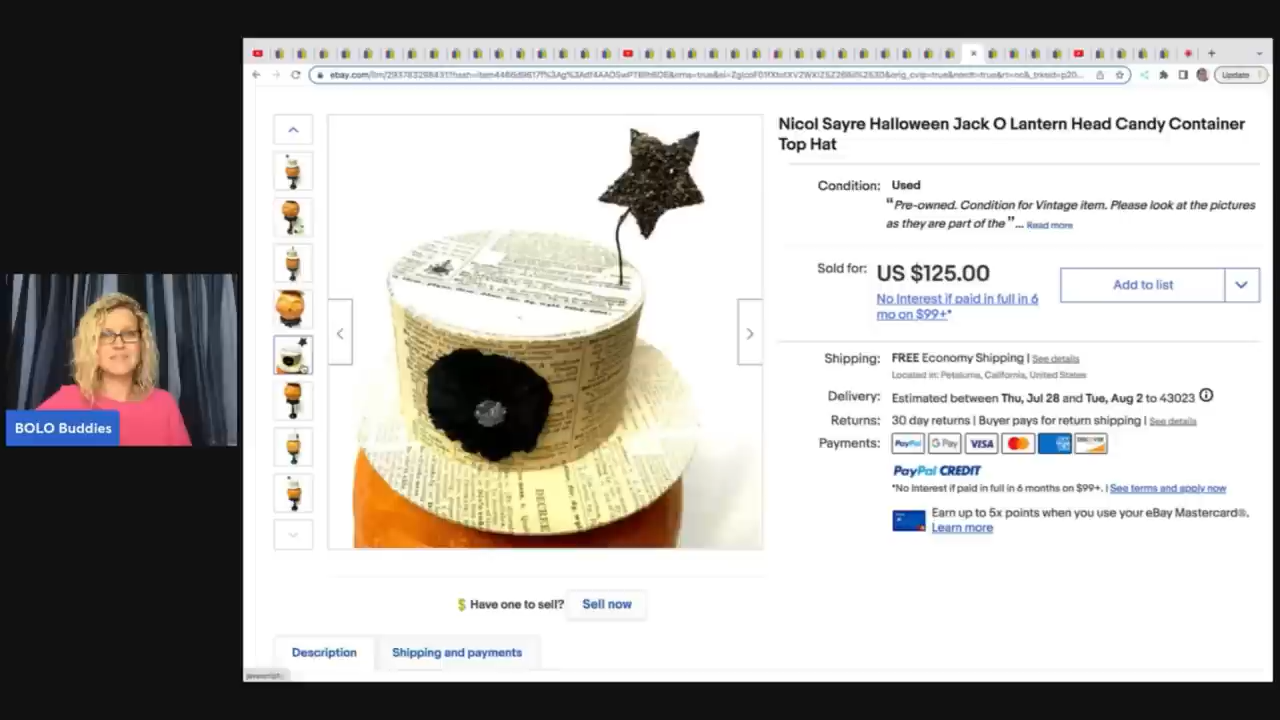 Update
Nicol Sayre Halloween Jack O Lantern Head Candy Container
Top Hat
Condition: Used
“Pre-owned. Condition for Vintage item. Please look at the pictures
as they are part of the ”... Read more
Sold for: US $125.00
No Interest if paid in full in 6
mo on $99+*
Add to list
Shipping: FREE Economy Shipping | See details
Located in: Petaluma, California, United States
Delivery: Estimated between Thu, Jul 28 and Tue, Aug 2 to 43023
Returns: 30 day returns | Buyer pays for return shipping | See details
Payments: PayPal G Pay VISA DISCOVER
PayPal CREDIT
*No Interest if paid in full in 6 months on $99+. | See terms and apply now
Earn up to 5x points when you use your eBay Mastercard®.
Learn more
BOLO Buddies
DECREE
$ Have one to sell? Sell now
Description Shipping and payments